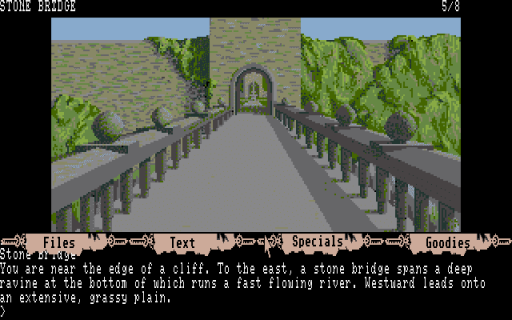 STONE BRIDGE 5/8
Files Text Specials Goodies
Stone Bridge
You are near the edge of a cliff. To the east, a stone bridge spans a deep
ravine at the bottom of which runs a fast flowing river. Westward leads onto
an extensive, grassy plain.
>